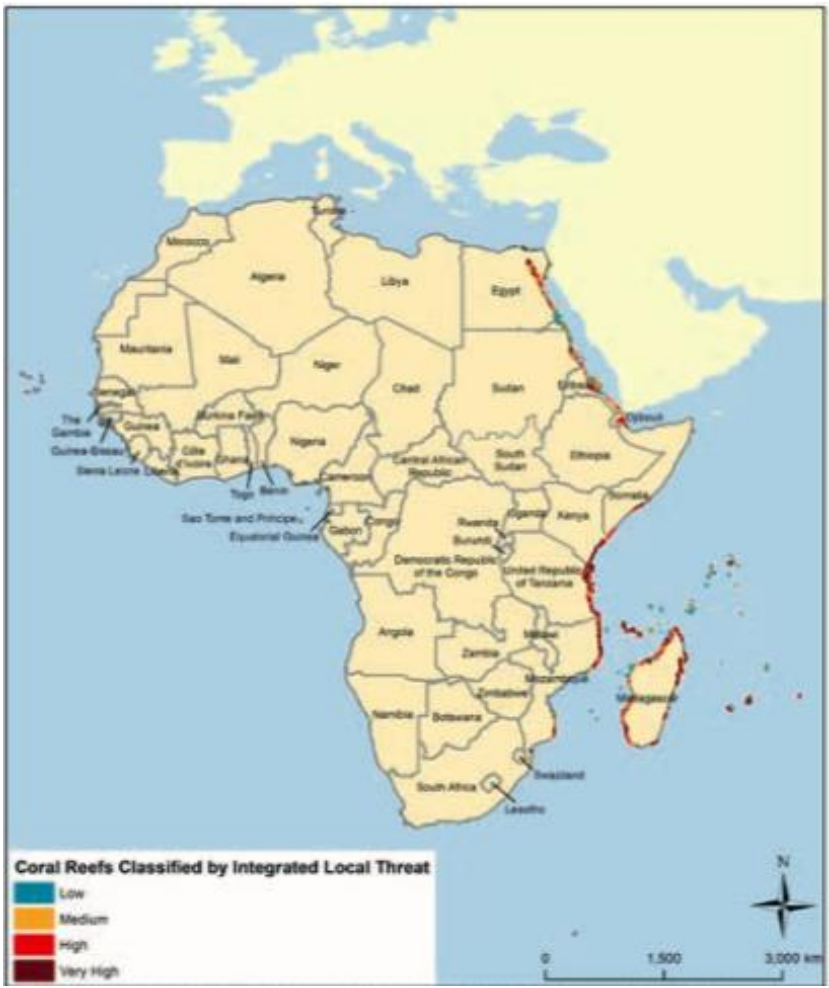 Tunisia
Morocco
Algeria
Libya
Egypt
Mauritania
Mali
Niger
Chad
Sudan
Eritrea
Djibouti
Senegal
The
Gambia
Guinea-Bissau
Guinea
Sierra Leone
Liberia
Côte
d'Ivoire
Burkina Faso
Ghana
Togo
Benin
Nigeria
Cameroon
Central African
Republic
South
Sudan
Ethiopia
Somalia
Sao Tome and Principe
Equatorial Guinea
Gabon
Congo
Rwanda
Burundi
Uganda
Kenya
Democratic Republic
of the Congo
United Republic
of Tanzania
Angola
Zambia
Malawi
Mozambique
Zimbabwe
Madagascar
Namibia
Botswana
Swaziland
South Africa
Lesotho
Coral Reefs Classified by Integrated Local Threat
Low
Medium
High
Very High
N
0 1,500 3,000 km